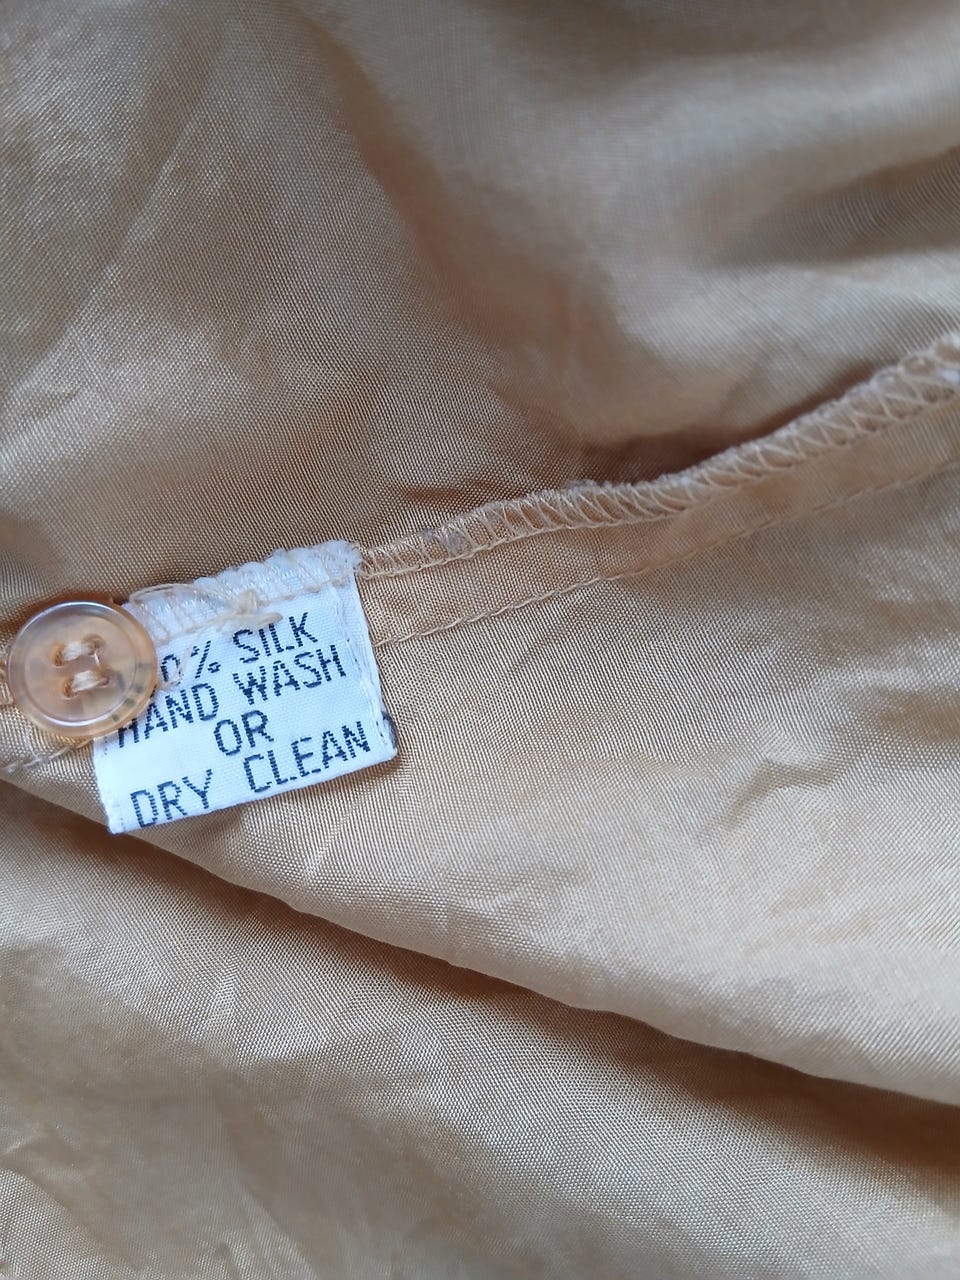 0% SILK
HAND WASH
OR
DRY CLEAN